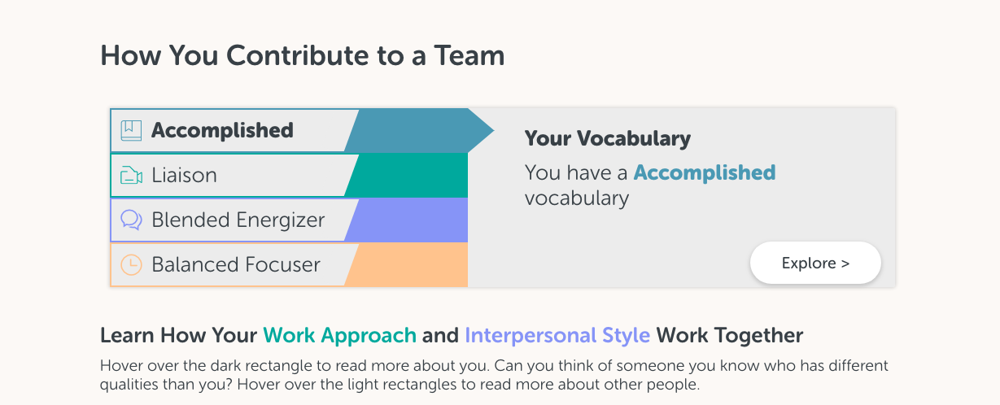 How You Contribute to a Team
Accomplished
Liaison
Blended Energizer
Balanced Focuser
Your Vocabulary
You have a Accomplished
vocabulary
Explore >
Learn How Your Work Approach and Interpersonal Style Work Together
Hover over the dark rectangle to read more about you. Can you think of someone you know who has different
qualities than you? Hover over the light rectangles to read more about other people.